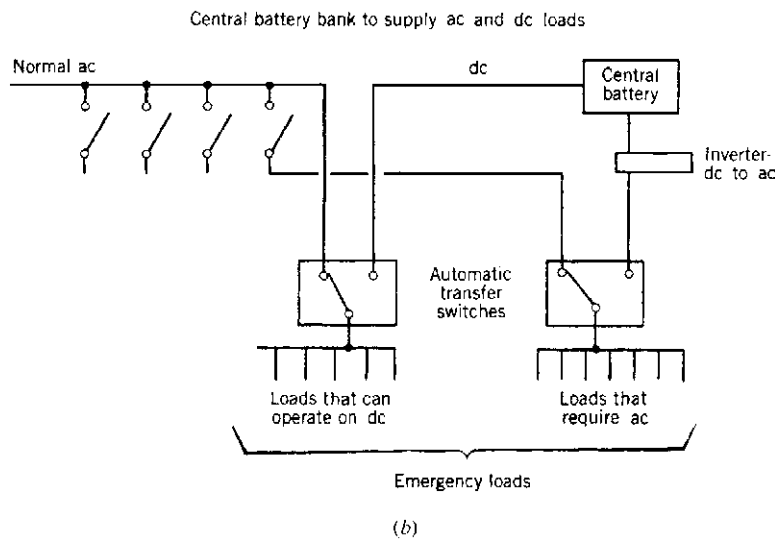 Central battery bank to supply ac and dc loads
Normal ac
dc
Central
battery
Inverter-
dc to ac
Automatic
transfer
switches
Loads that can
operate on dc
Loads that
require ac
Emergency loads
(b)